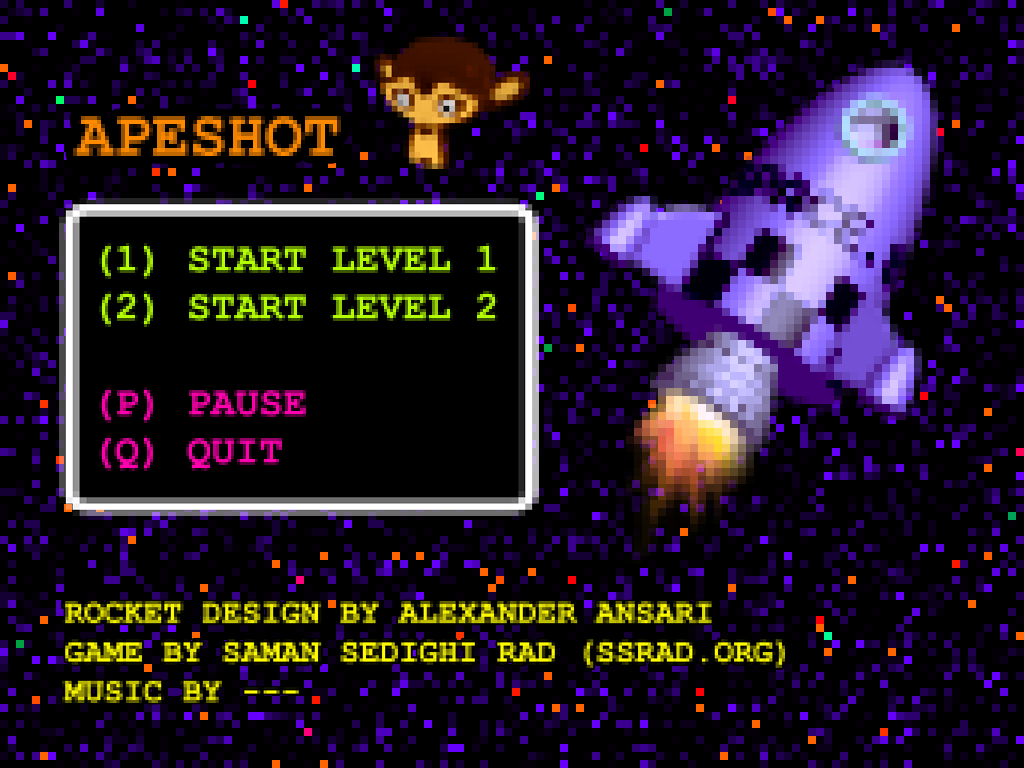 APESHOT
(1) START LEVEL 1
(2) START LEVEL 2
(P) PAUSE
(Q) QUIT
ROCKET DESIGN BY ALEXANDER ANSARI
GAME BY SAMAN SEDIGHI RAD (SSRAD.ORG)
MUSIC BY ---